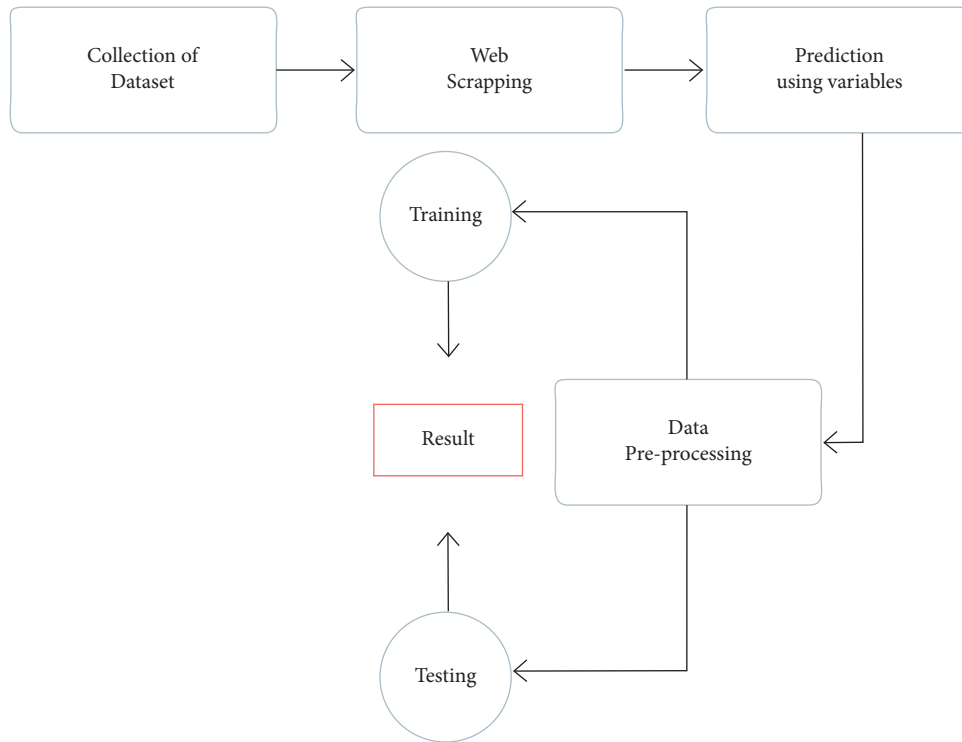 Collection of
Dataset
Web
Scrapping
Prediction
using variables
Training
Result
Data
Pre-processing
Testing